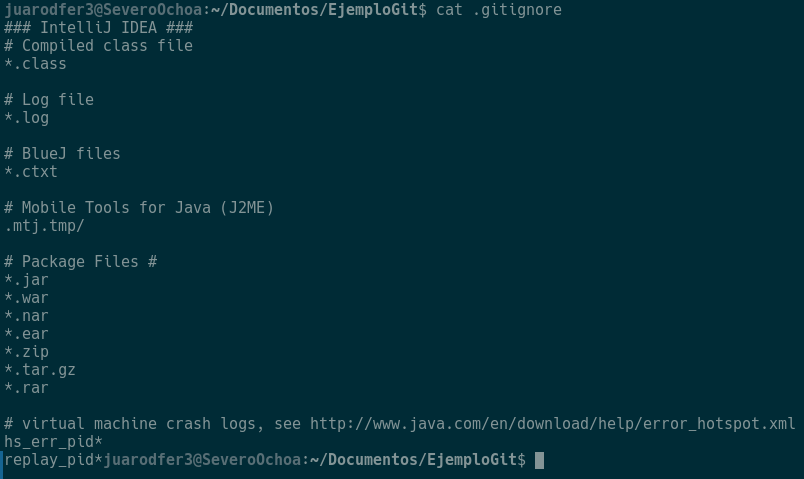 juarodfer3@SeveroOchoa:~/Documentos/EjemploGit$ cat .gitignore
### IntelliJ IDEA ###
# Compiled class file
*.class
# Log file
*.log
# BlueJ files
*.ctxt
# Mobile Tools for Java (J2ME)
.mtj.tmp/
# Package Files #
*.jar
*.war
*.nar
*.ear
*.zip
*.tar.gz
*.rar
# virtual machine crash logs, see http://www.java.com/en/download/help/error_hotspot.xml
hs_err_pid*
replay_pid*juarodfer3@SeveroOchoa:~/Documentos/EjemploGit$